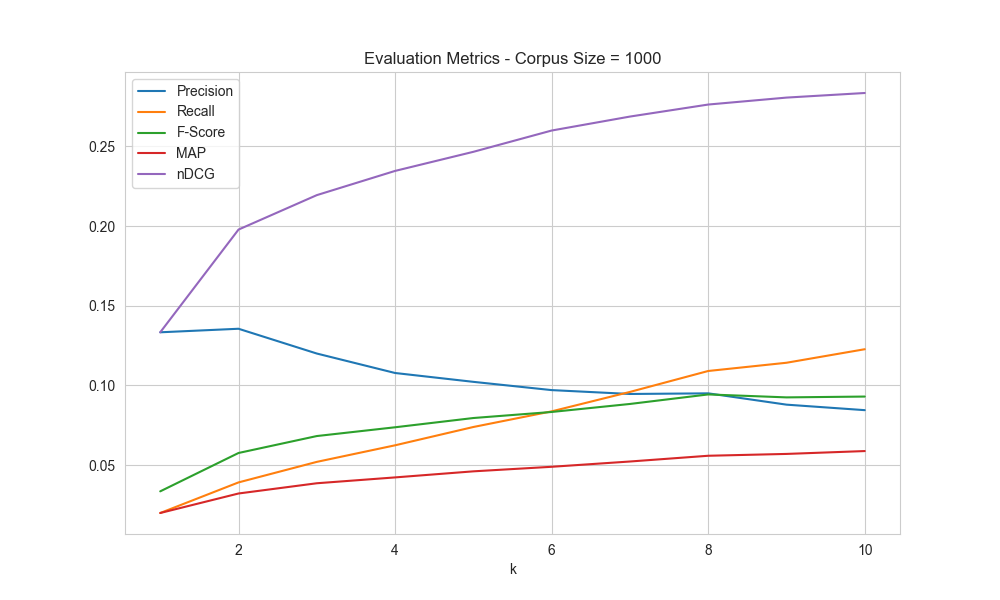 Evaluation Metrics - Corpus Size = 1000
Precision
Recall
F-Score
MAP
nDCG
0.25
0.20
0.15
0.10
0.05
2 4 6 8 10
k